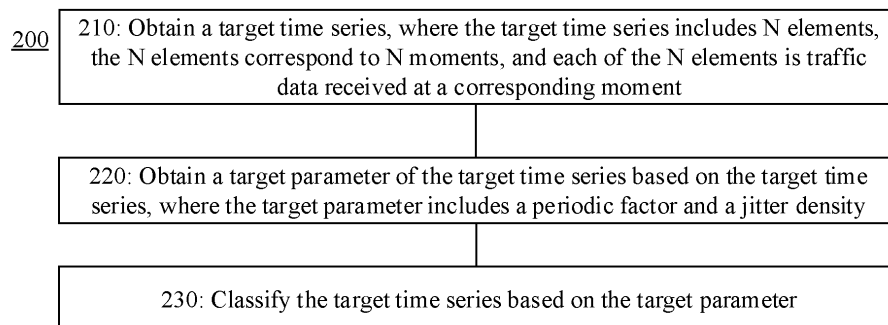 200
210: Obtain a target time series, where the target time series includes N elements,
the N elements correspond to N moments, and each of the N elements is traffic
data received at a corresponding moment
220: Obtain a target parameter of the target time series based on the target time
series, where the target parameter includes a periodic factor and a jitter density
230: Classify the target time series based on the target parameter